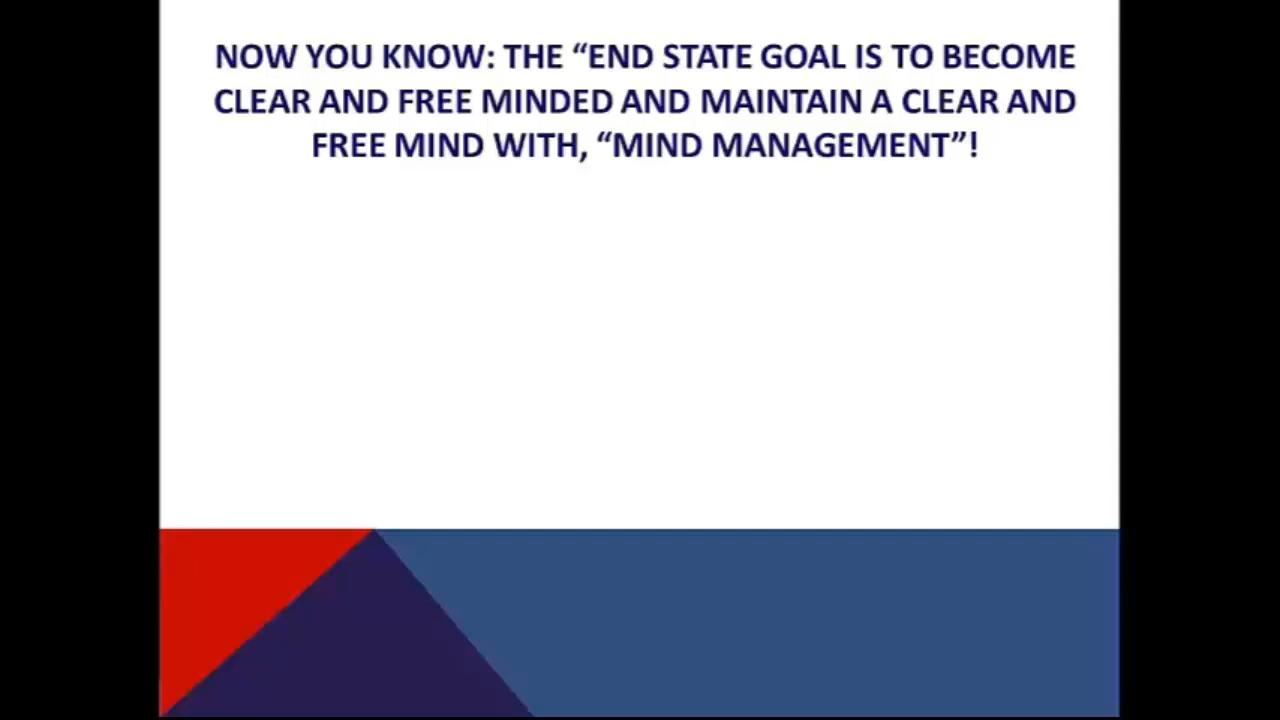 NOW YOU KNOW: THE “END STATE GOAL IS TO BECOME
CLEAR AND FREE MINDED AND MAINTAIN A CLEAR AND
FREE MIND WITH, “MIND MANAGEMENT”!